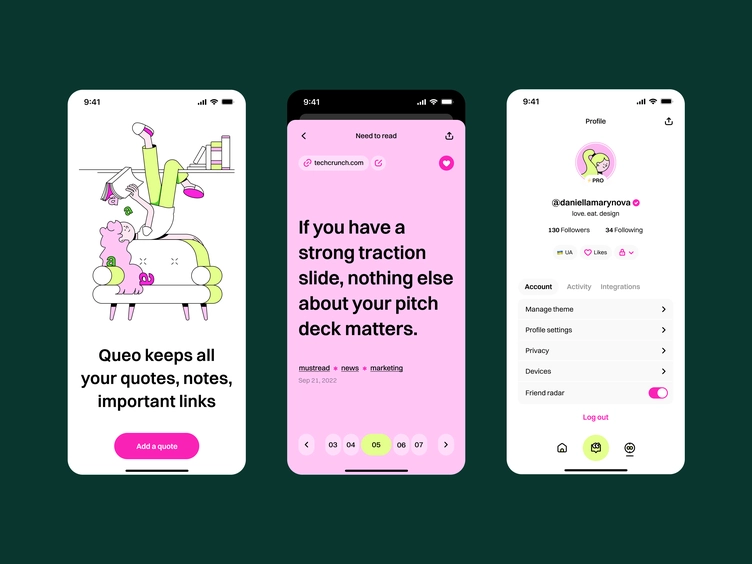 9:41
Queo keeps all
your quotes, notes,
important links
Add a quote
9:41
Need to read
techcrunch.com
If you have a
strong traction
slide, nothing else
about your pitch
deck matters.
mustread news marketing
Sep 21, 2022
03 04 05 06 07
9:41
Profile
PRO
@daniellamarynova
love. eat. design
130 Followers 34 Following
UA Likes
Account Activity Integrations
Manage theme
Profile settings
Privacy
Devices
Friend radar
Log out